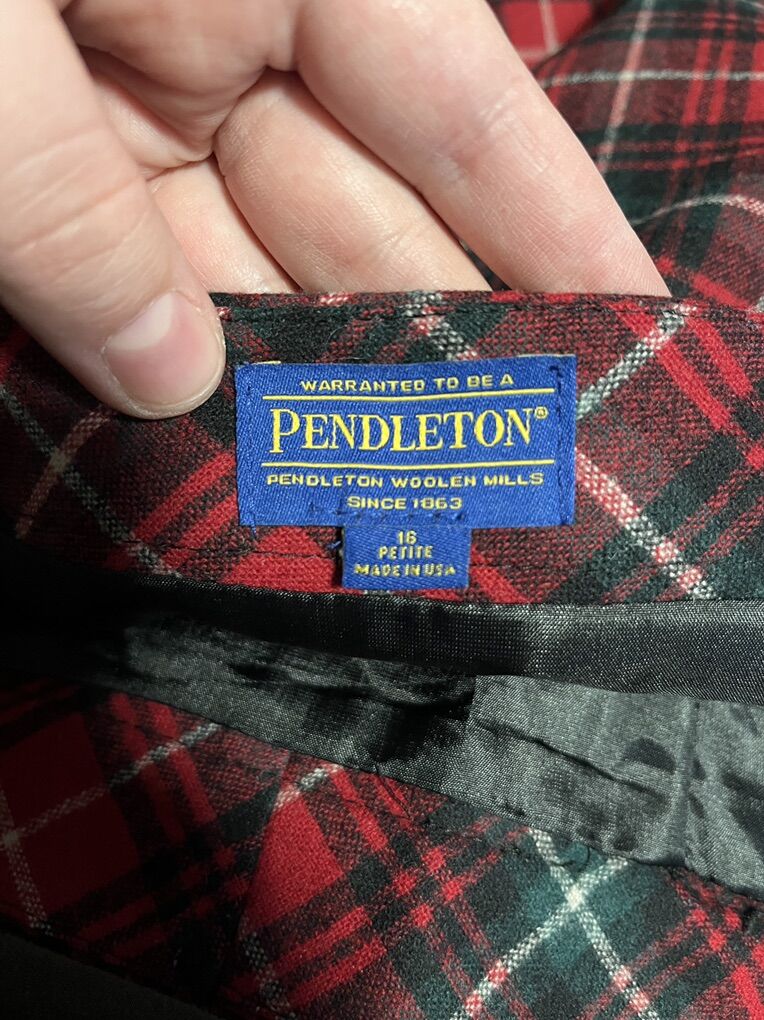 WARRANTED TO BE A
PENDLETON®
PENDLETON WOOLEN MILLS
SINCE 1863
16
PETITE
MADE IN USA